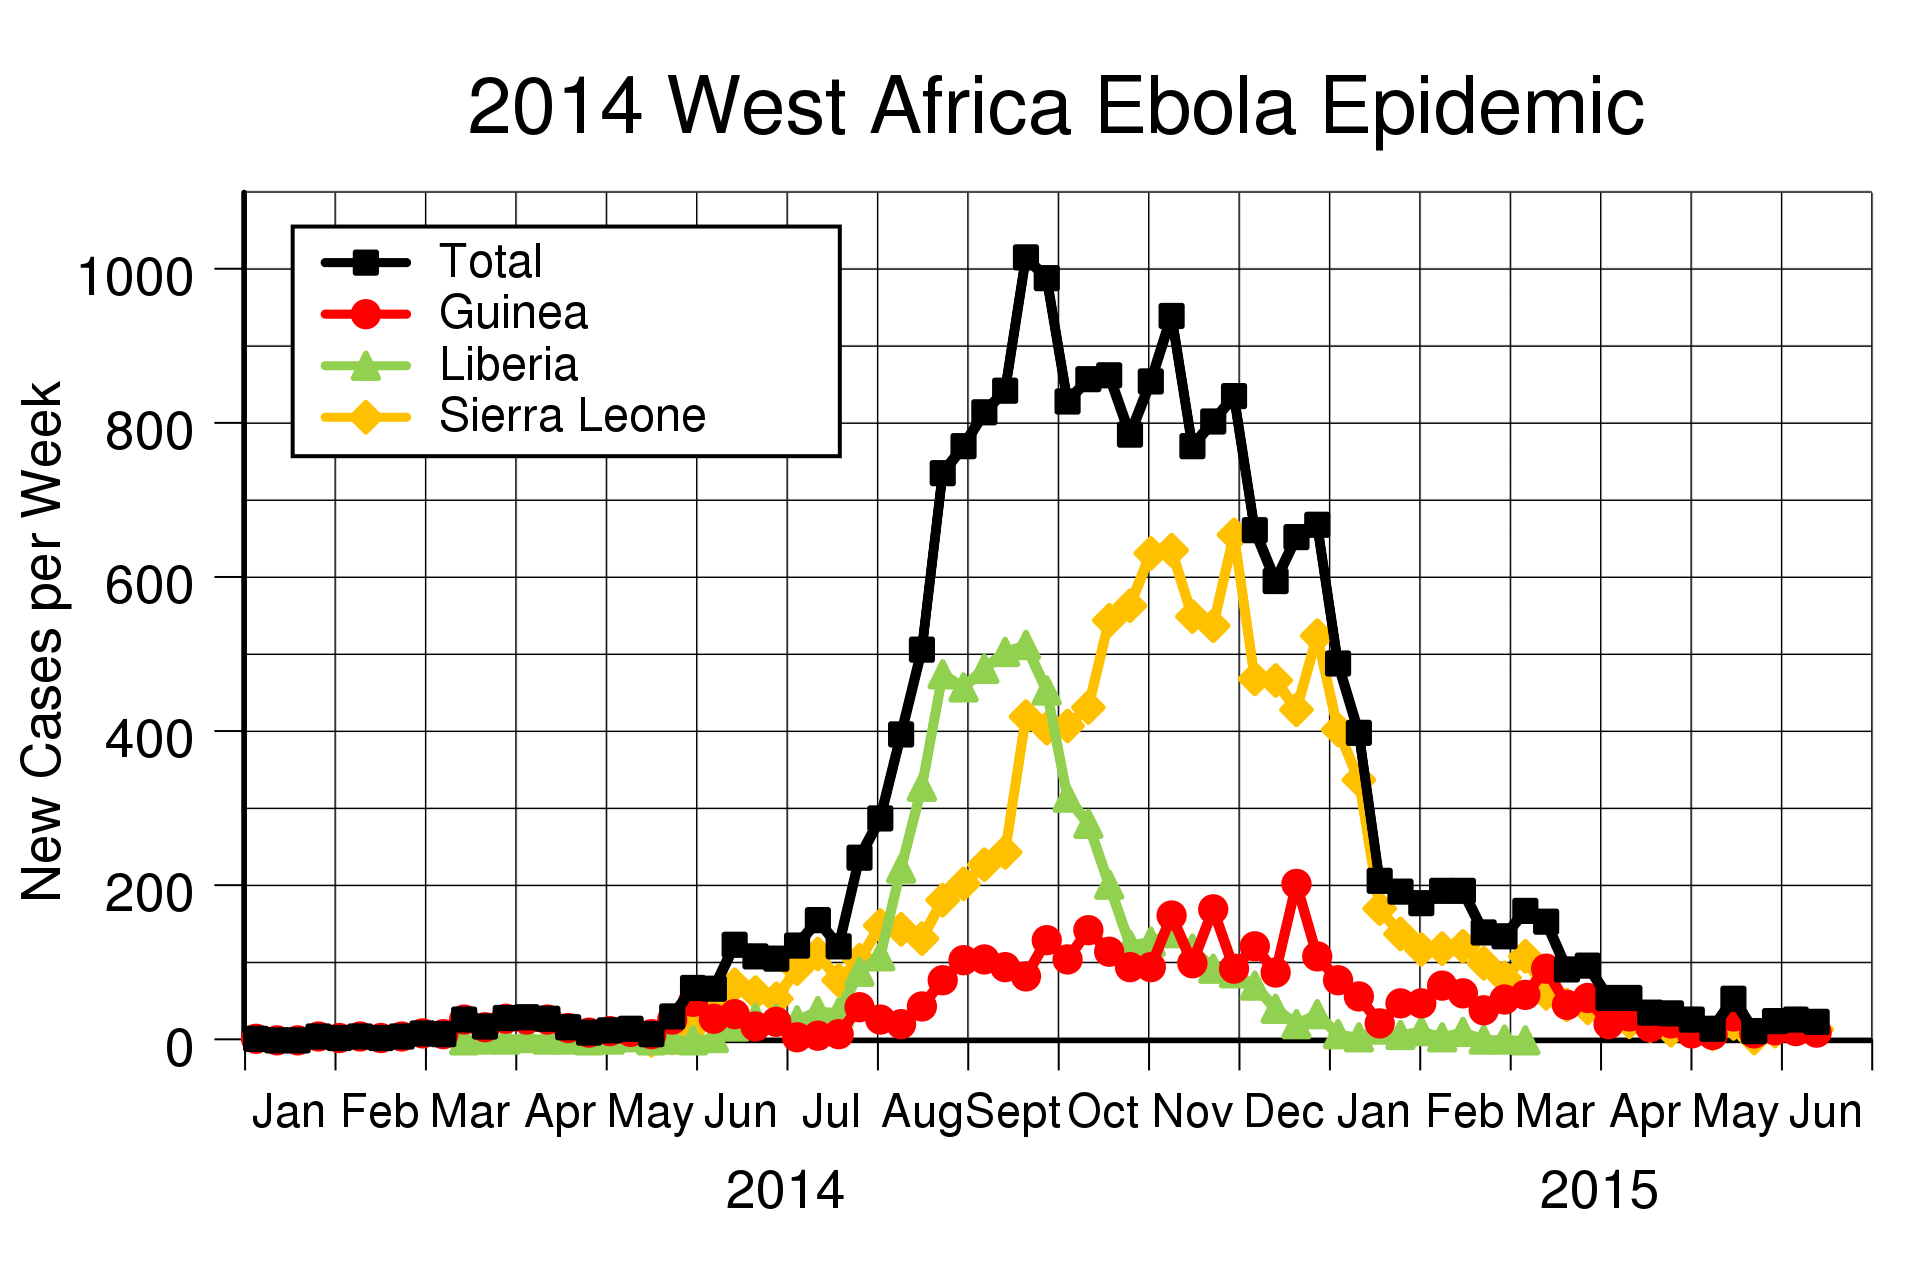 2014 West Africa Ebola Epidemic
Total
Guinea
Liberia
Sierra Leone
New Cases per Week
1000
800
600
400
200
0
Jan Feb Mar Apr May Jun Jul Aug Sept Oct Nov Dec Jan Feb Mar Apr May Jun
2014 2015